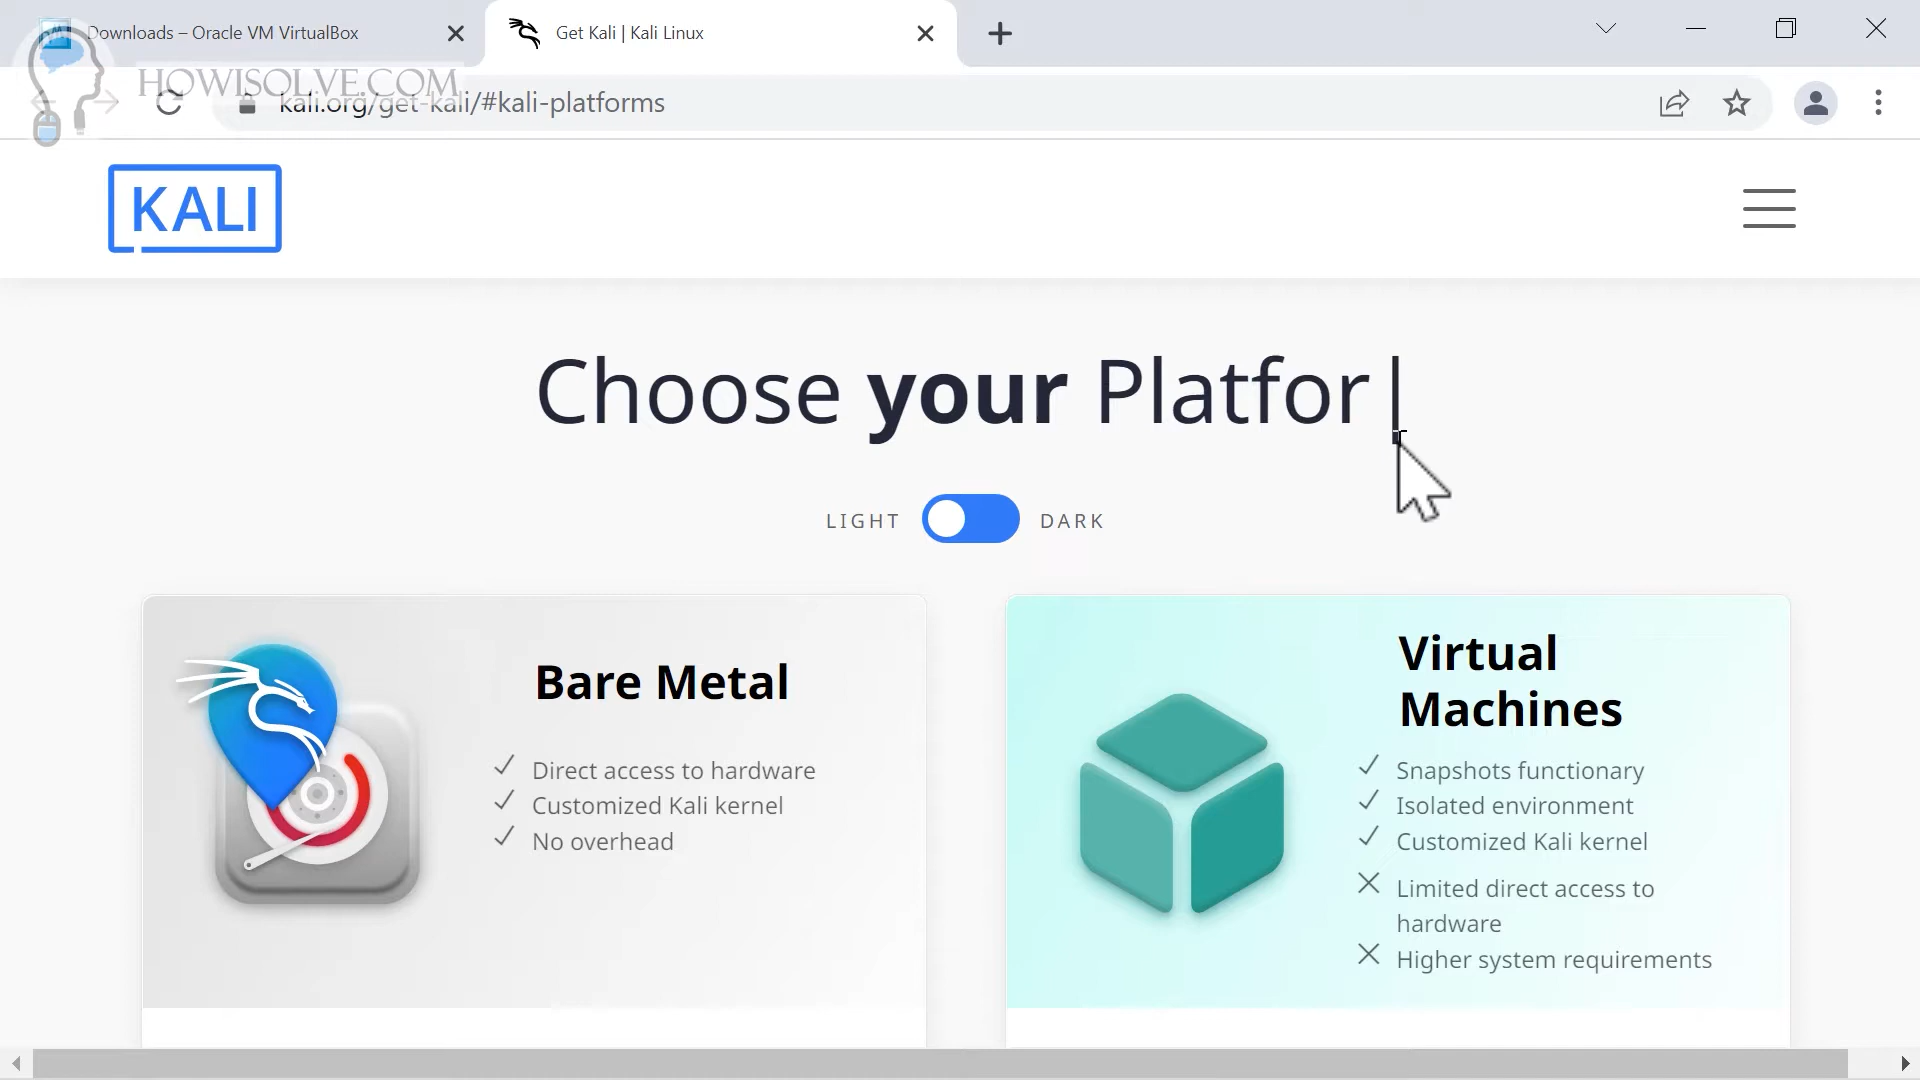 Downloads – Oracle VM VirtualBox
Get Kali | Kali Linux
HOWISOLVE.COM
kali.org/get-kali/#kali-platforms
KALI
Choose your Platfor
LIGHT
DARK
Bare Metal
Direct access to hardware
Customized Kali kernel
No overhead
Virtual
Machines
Snapshots functionary
Isolated environment
Customized Kali kernel
Limited direct access to
hardware
Higher system requirements